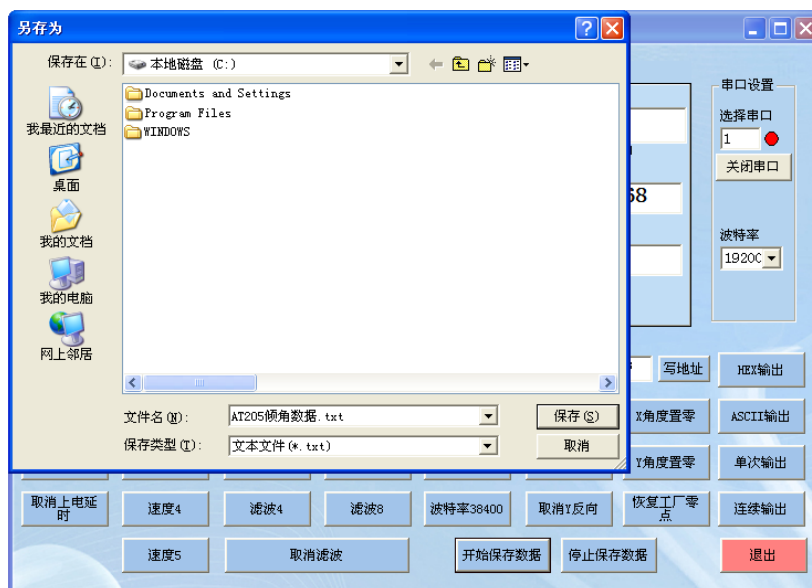 另存为
保存在(I):
本地磁盘 (C:)
我最近的文档
桌面
我的文档
我的电脑
网上邻居
Documents and Settings
Program Files
WINDOWS
文件名(N):
AT205倾角数据.txt
保存(S)
保存类型(T):
文本文件(*.txt)
取消
串口设置
选择串口
1
关闭串口
68
波特率
1920
写地址
HEX输出
X角度置零
ASCII输出
Y角度置零
单次输出
取消上电延时
速度4
滤波4
滤波8
波特率38400
取消Y反向
恢复工厂零点
连续输出
速度5
取消滤波
开始保存数据
停止保存数据
退出